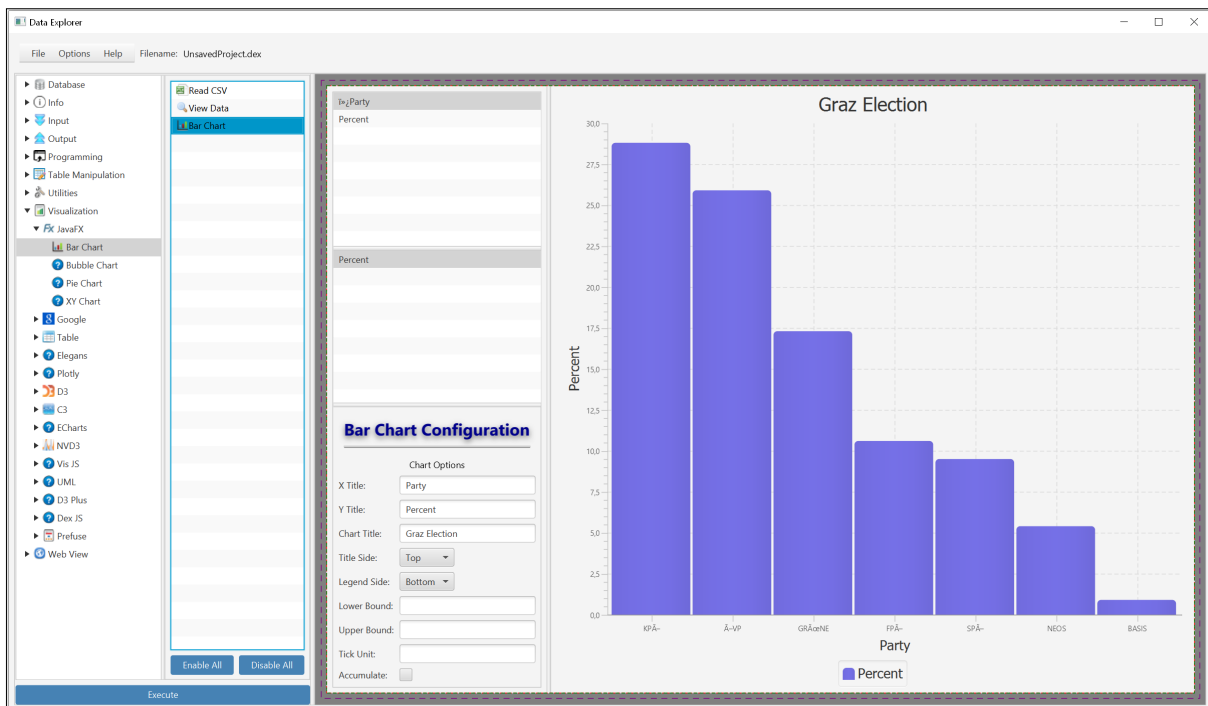 Data Explorer
File Options Help Filename: UnsavedProject.dex
Database
Info
Input
Output
Programming
Table Manipulation
Utilities
Visualization
FX JavaFX
Bar Chart
Bubble Chart
Pie Chart
XY Chart
Google
Table
Elegans
Plotly
D3
C3
ECharts
NVD3
Vis JS
UML
D3 Plus
Dex JS
Prefuse
Web View
Read CSV
View Data
Bar Chart
Enable All Disable All
Execute
ï»¿Party
Percent
Percent
Bar Chart Configuration
Chart Options
X Title: Party
Y Title: Percent
Chart Title: Graz Election
Title Side: Top
Legend Side: Bottom
Lower Bound:
Upper Bound:
Tick Unit:
Accumulate:
Graz Election
Percent
30,0
27,5
25,0
22,5
20,0
17,5
15,0
12,5
10,0
7,5
5,0
2,5
0,0
KPÃ– Ã–VP GRÃœNE FPÃ– SPÃ– NEOS BASIS
Party
Percent